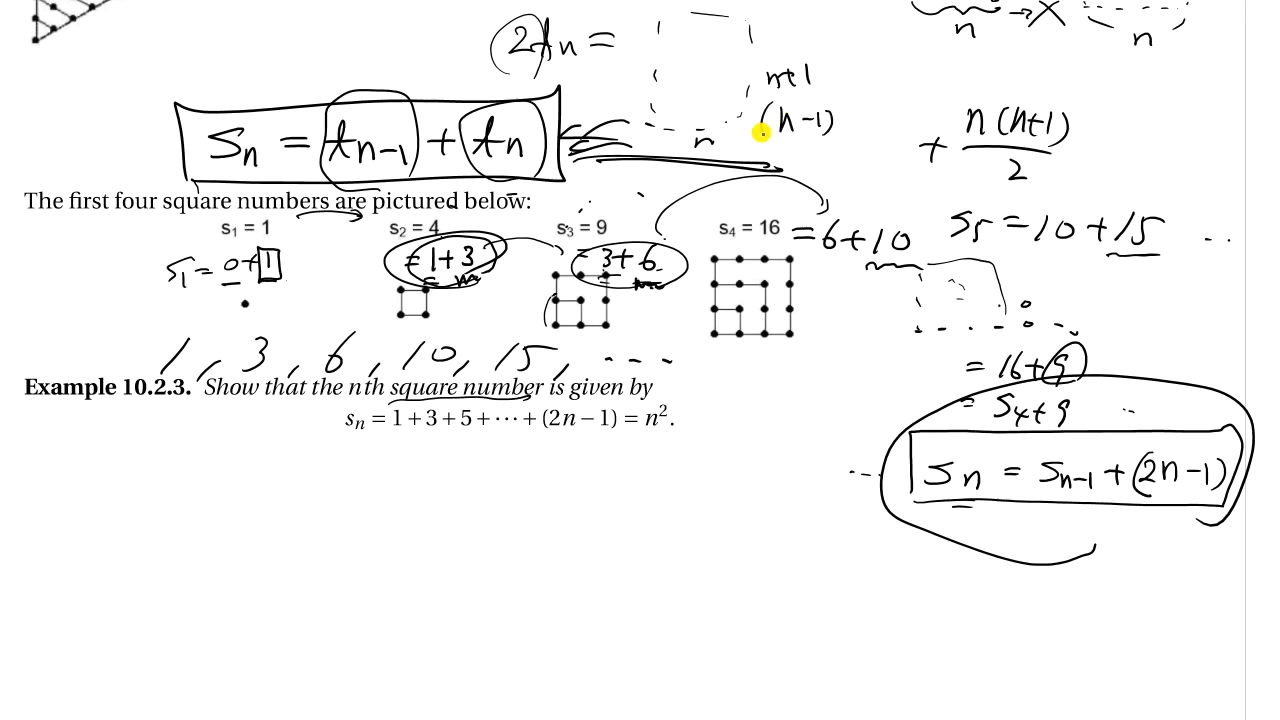 2tn =
n → X n
n+1
(n-1)
n
Sn = tn-1 + tn
+ n(n+1)/2
The first four square numbers are pictured below:
s₁ = 1 s₂ = 4 s₃ = 9 s₄ = 16 = 6+10 S5 = 10+15 ...
S1 = 0+1 = 1+3 = 3+6
1, 3, 6, 10, 15, ...
= 16+9
Example 10.2.3. Show that the nth square number is given by
= S4+9
sₙ = 1+3+5+⋯+(2n−1) = n².
... Sn = Sn-1 + (2n-1)